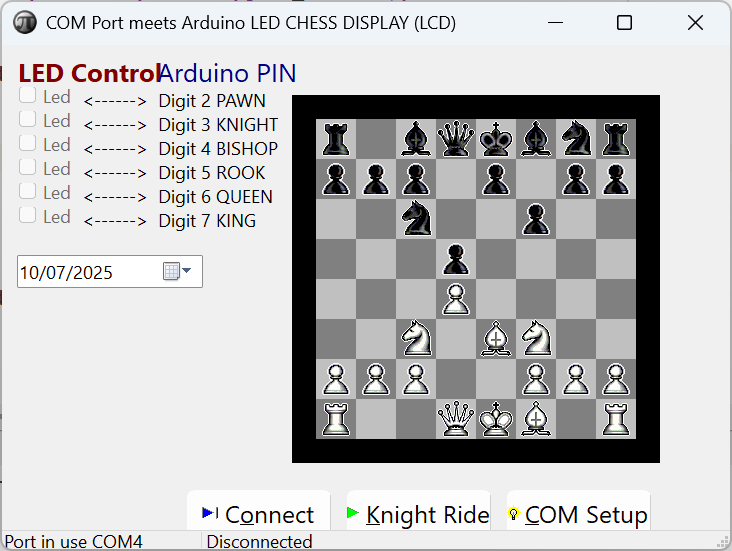 COM Port meets Arduino LED CHESS DISPLAY (LCD)
LED Control Arduino PIN
Led <------> Digit 2 PAWN
Led <------> Digit 3 KNIGHT
Led <------> Digit 4 BISHOP
Led <------> Digit 5 ROOK
Led <------> Digit 6 QUEEN
Led <------> Digit 7 KING
10/07/2025
Connect Knight Ride COM Setup
Port in use COM4 Disconnected